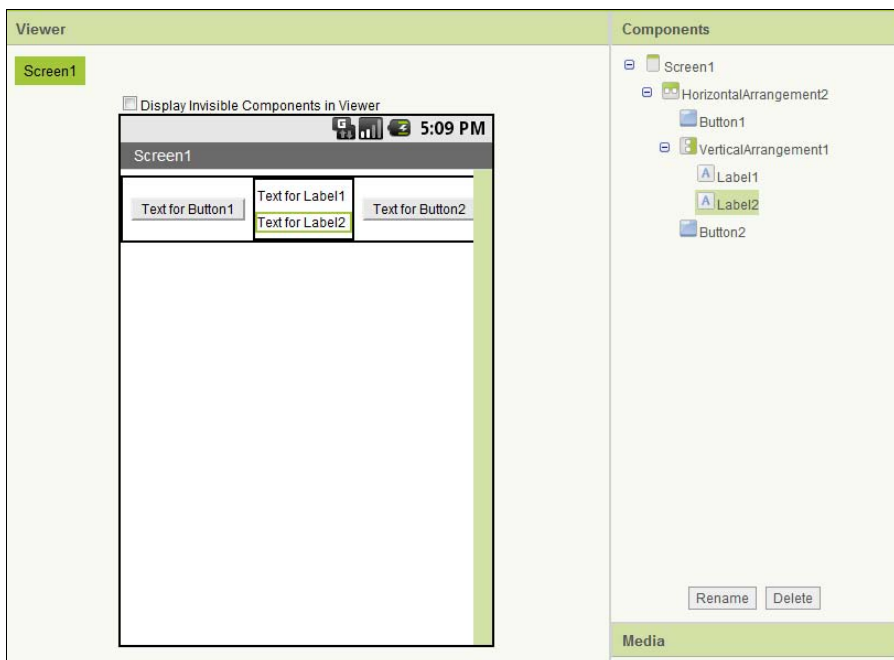 Viewer
Screen1
Display Invisible Components in Viewer
5:09 PM
Screen1
Text for Button1
Text for Label1
Text for Label2
Text for Button2
Components
Screen1
HorizontalArrangement2
Button1
VerticalArrangement1
A Label1
A Label2
Button2
Rename Delete
Media